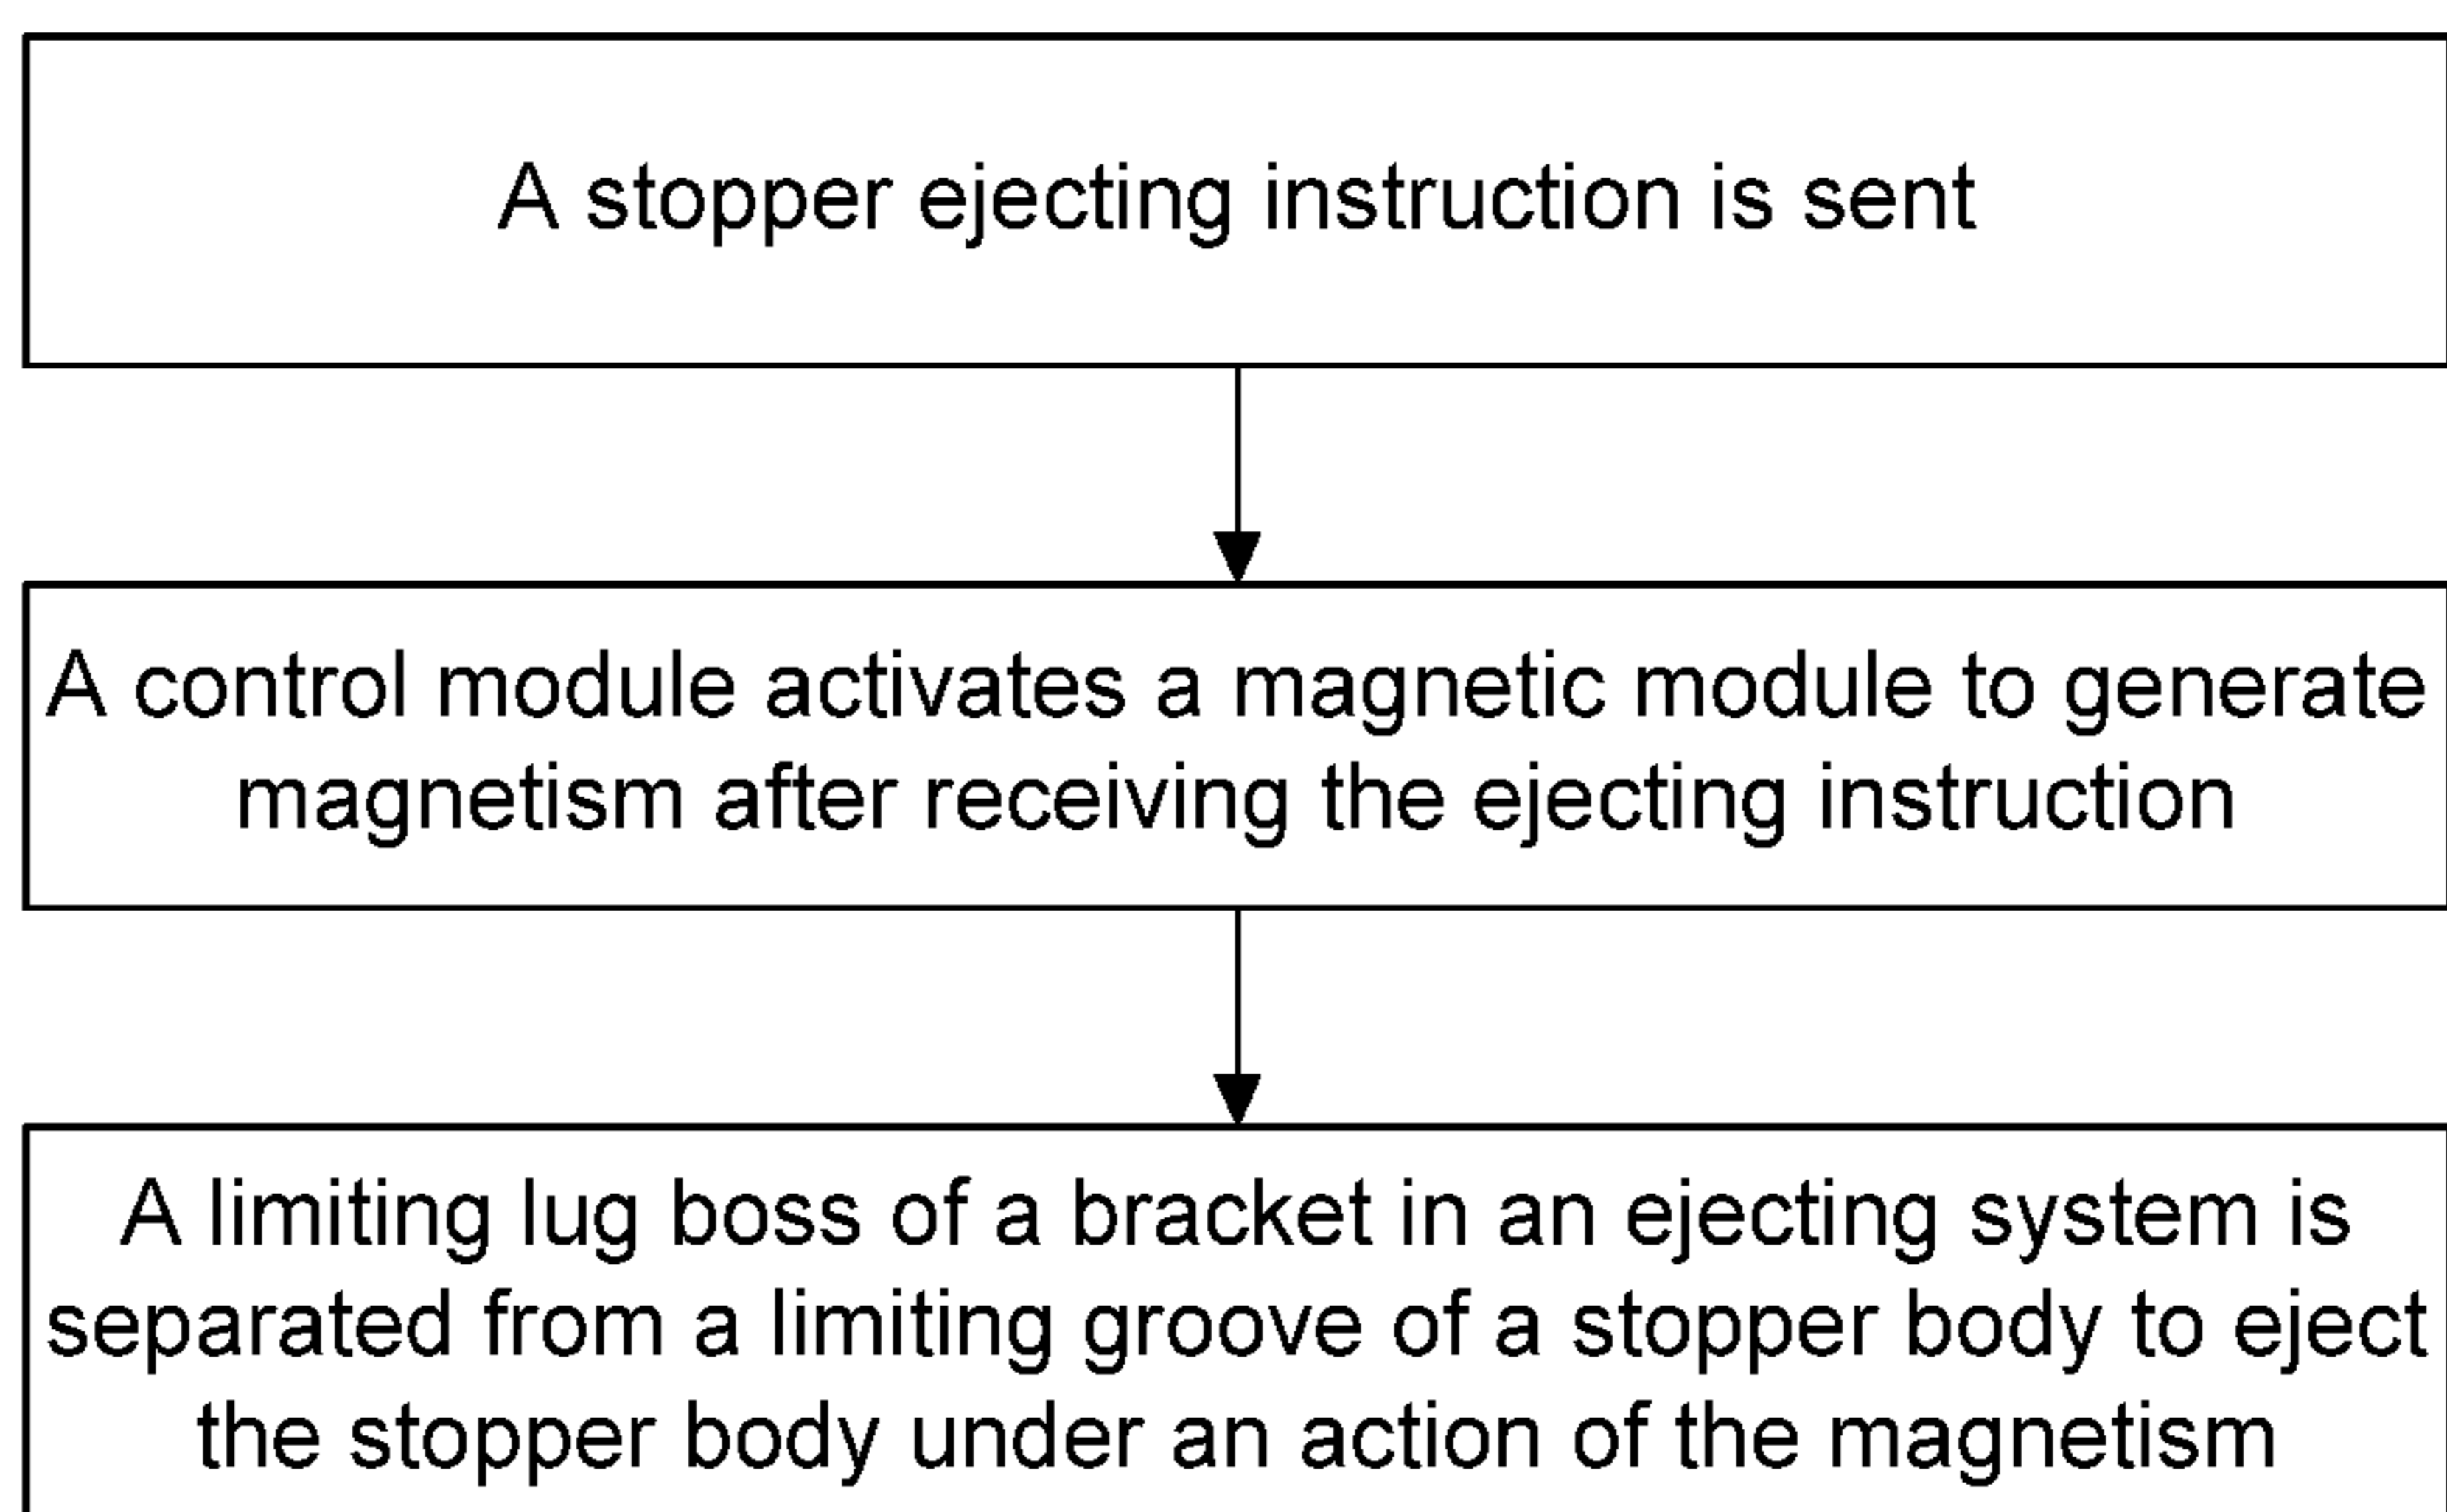 A stopper ejecting instruction is sent
A control module activates a magnetic module to generate
magnetism after receiving the ejecting instruction
A limiting lug boss of a bracket in an ejecting system is
separated from a limiting groove of a stopper body to eject
the stopper body under an action of the magnetism